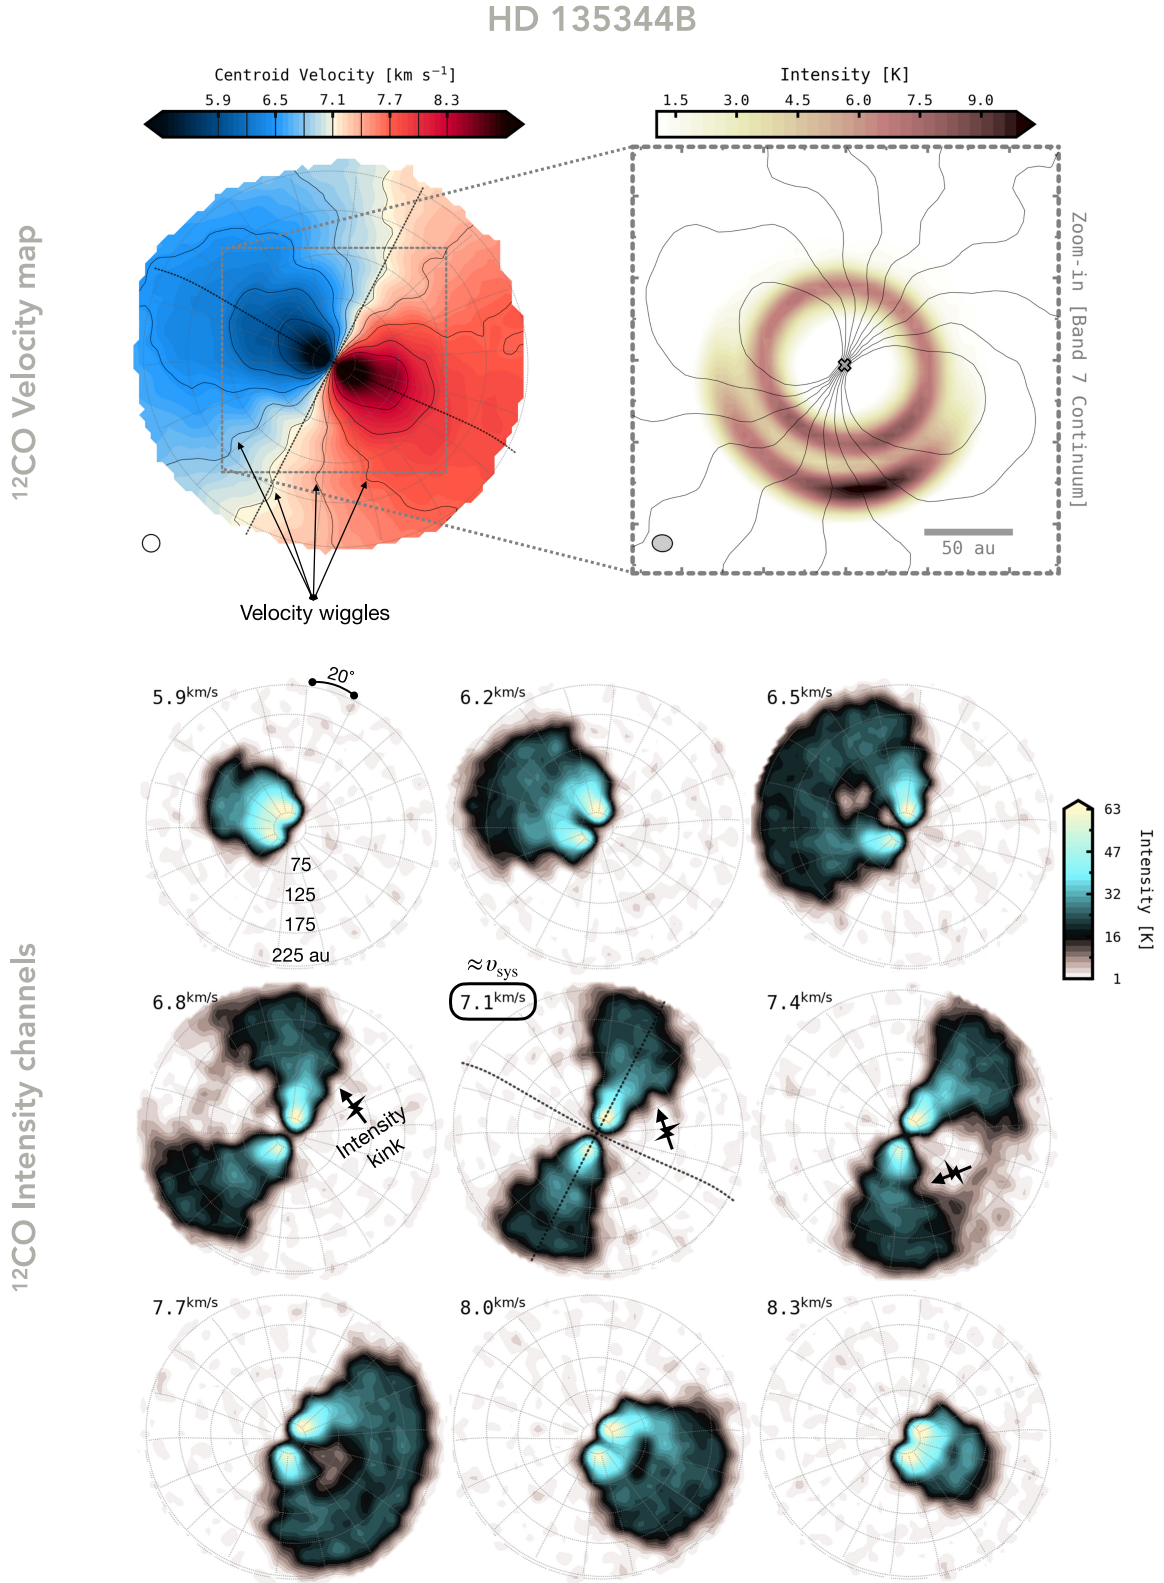 HD 135344B
Centroid Velocity [km s⁻¹]
5.9 6.5 7.1 7.7 8.3
Intensity [K]
1.5 3.0 4.5 6.0 7.5 9.0
¹²CO Velocity map
Zoom-in [Band 7 Continuum]
50 au
Velocity wiggles
¹²CO Intensity channels
5.9km/s
20°
75
125
175
225 au
6.2km/s
6.5km/s
63
47
32
16
1
Intensity [K]
6.8km/s
Intensity
kink
≈υsys
7.1km/s
7.4km/s
7.7km/s
8.0km/s
8.3km/s